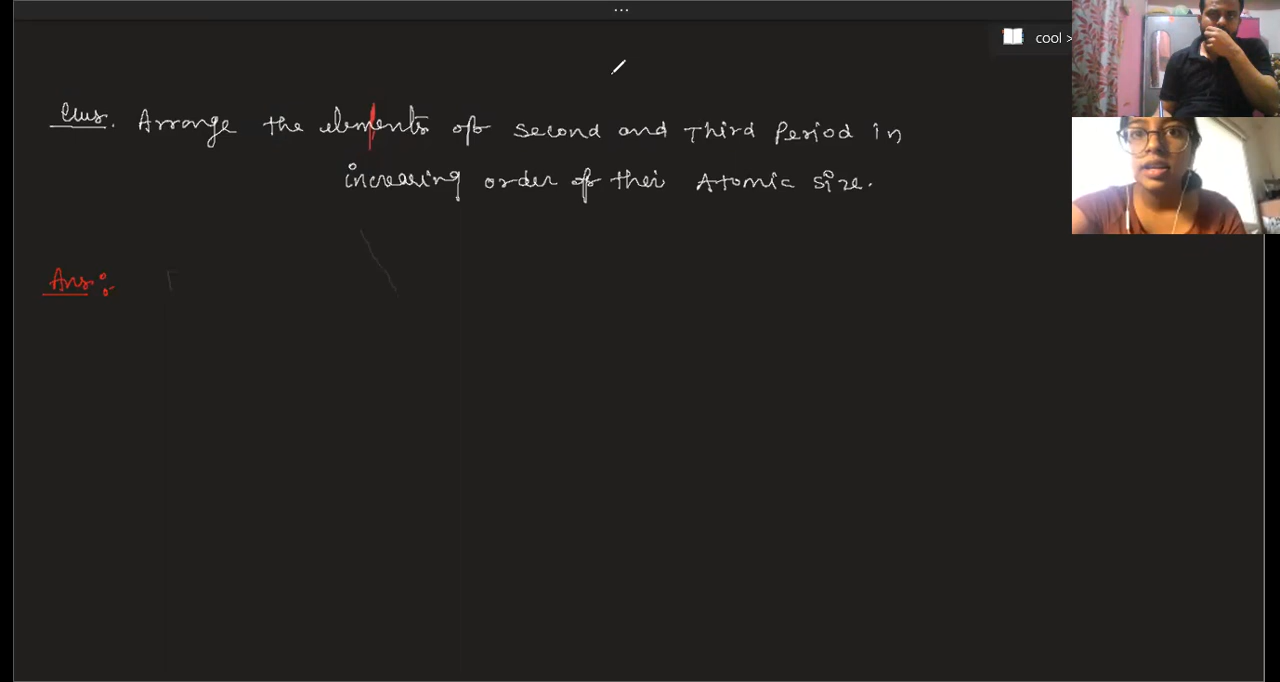 Ques. Arrange the elements of second and Third Period in
increasing order of their Atomic size.
Ans:
cool >